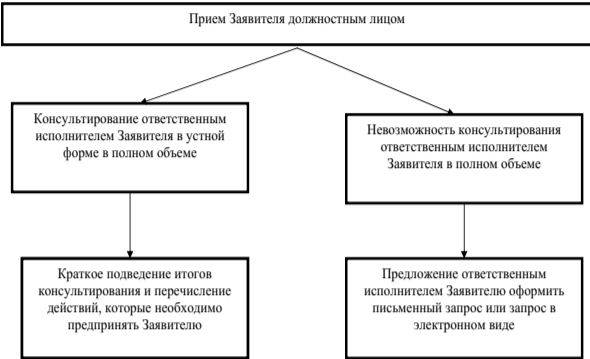 Прием Заявителя должностным лицом
Консультирование ответственным
исполнителем Заявителя в устной
форме в полном объеме
Невозможность консультирования
ответственным исполнителем
Заявителя в полном объеме
Краткое подведение итогов
консультирования и перечисление
действий, которые необходимо
предпринять Заявителю
Предложение ответственным
исполнителем Заявителю оформить
письменный запрос или запрос в
электронном виде